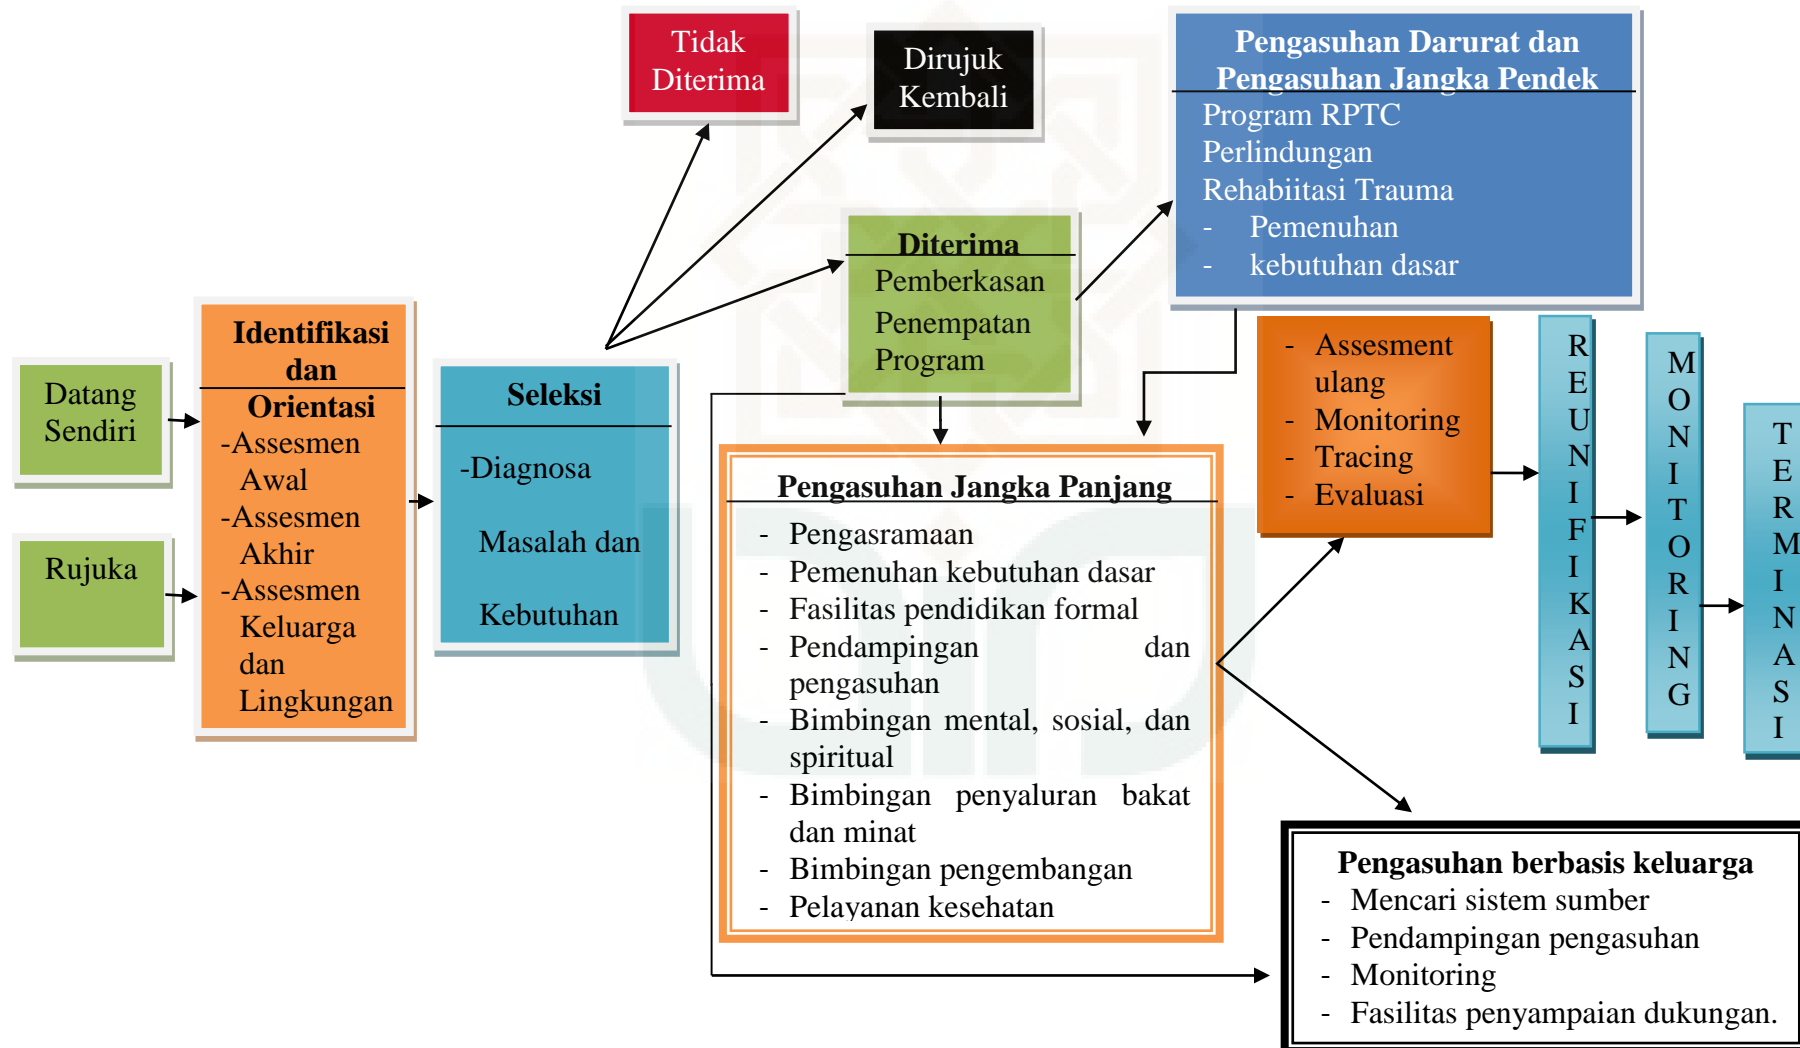 Tidak
Diterima
Dirujuk
Kembali
Pengasuhan Darurat dan
Pengasuhan Jangka Pendek
Program RPTC
Perlindungan
Rehabiitasi Trauma
- Pemenuhan
- kebutuhan dasar
Diterima
Pemberkasan
Penempatan
Program
Datang
Sendiri
Rujuka
Identifikasi
dan
Orientasi
-Assesmen
Awal
-Assesmen
Akhir
-Assesmen
Keluarga
dan
Lingkungan
Seleksi
-Diagnosa
Masalah dan
Kebutuhan
Pengasuhan Jangka Panjang
- Pengasramaan
- Pemenuhan kebutuhan dasar
- Fasilitas pendidikan formal
- Pendampingan dan
pengasuhan
- Bimbingan mental, sosial, dan
spiritual
- Bimbingan penyaluran bakat
dan minat
- Bimbingan pengembangan
- Pelayanan kesehatan
- Assesment
ulang
- Monitoring
- Tracing
- Evaluasi
REUNIFIKASI
MONITORING
TERMINASI
Pengasuhan berbasis keluarga
- Mencari sistem sumber
- Pendampingan pengasuhan
- Monitoring
- Fasilitas penyampaian dukungan.